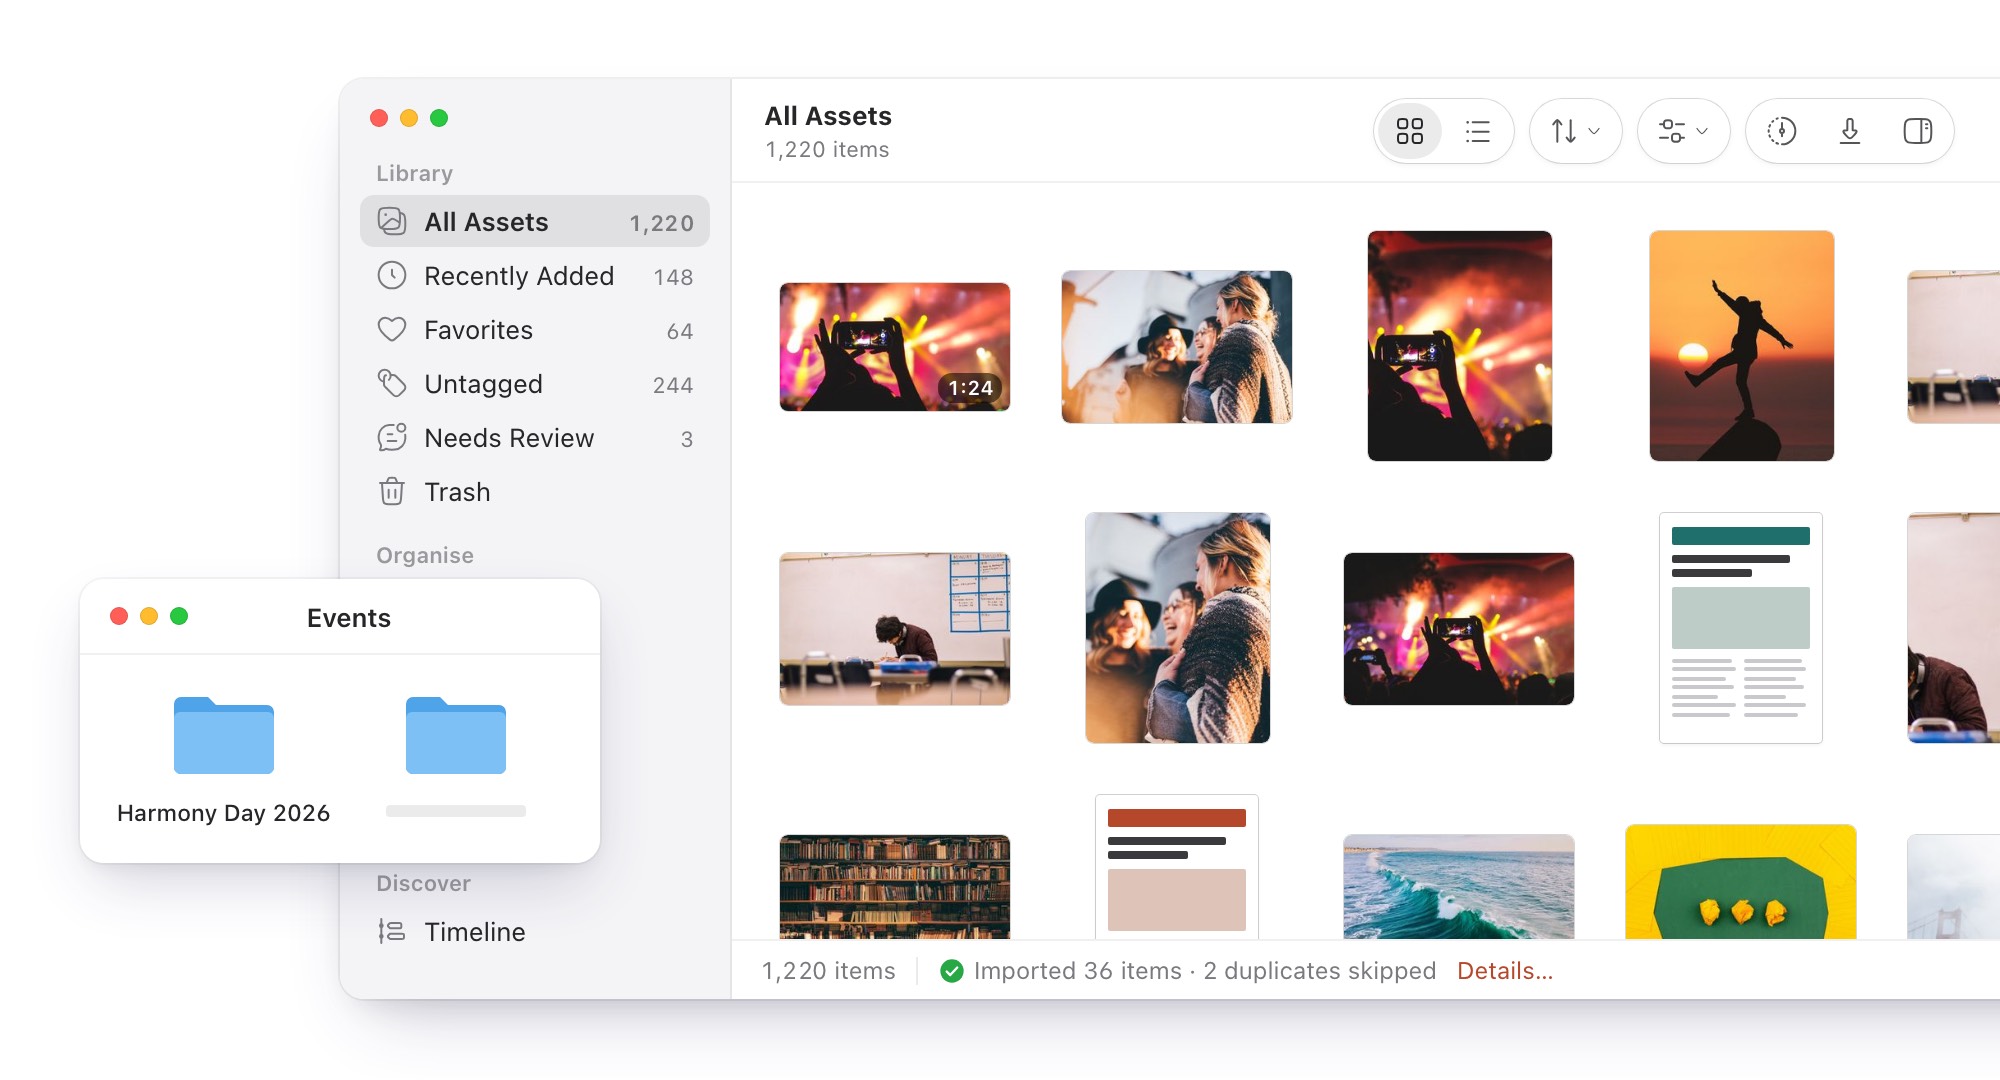 All Assets
1,220 items
Library
All Assets 1,220
Recently Added 148
Favorites 64
Untagged 244
Needs Review 3
Trash
Organise
Events
Harmony Day 2026
Discover
Timeline
1:24
1,220 items
Imported 36 items · 2 duplicates skipped Details...